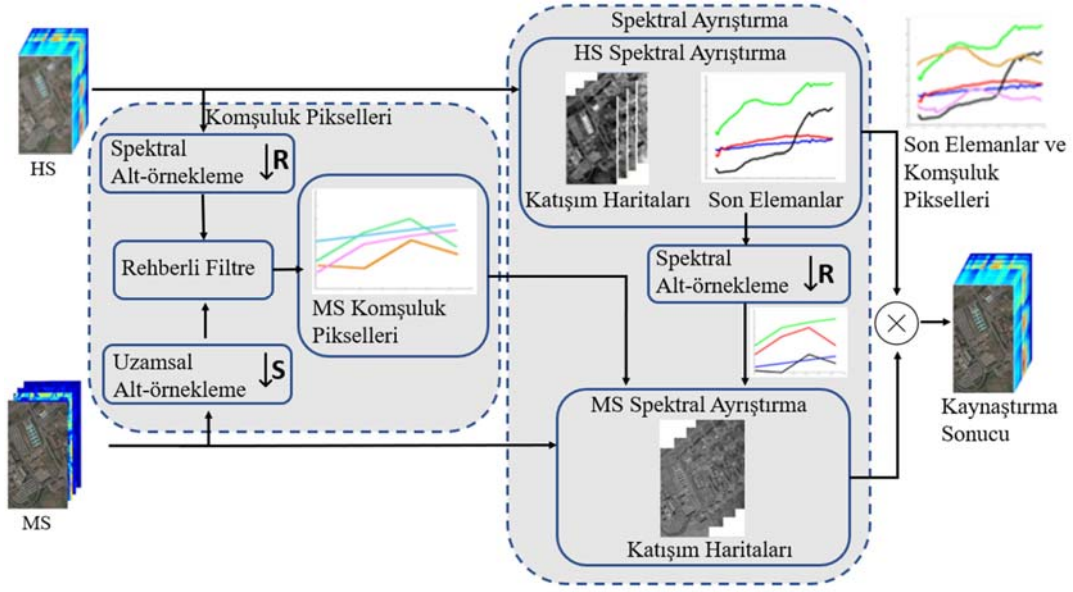 HS
MS
Komşuluk Pikselleri
Spektral
Alt-örnekleme
↓R
Rehberli Filtre
Uzamsal
Alt-örnekleme
↓S
MS Komşuluk
Pikselleri
Spektral Ayrıştırma
HS Spektral Ayrıştırma
Katışım Haritaları
Son Elemanlar
Spektral
Alt-örnekleme
↓R
MS Spektral Ayrıştırma
Katışım Haritaları
Son Elemanlar ve
Komşuluk
Pikselleri
Kaynaştırma
Sonucu